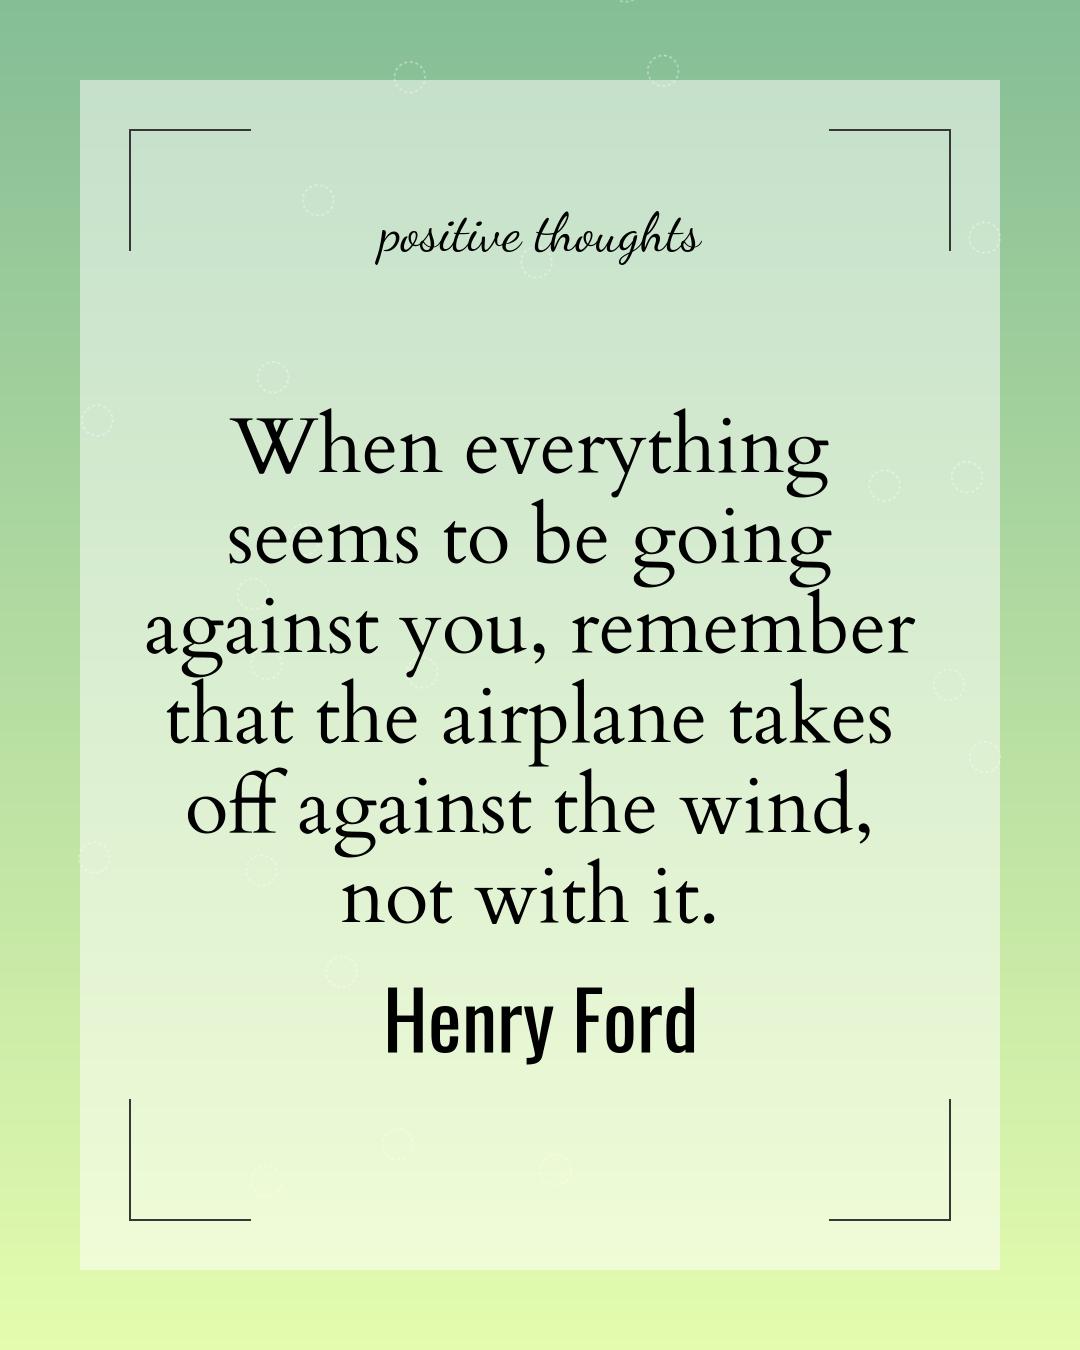 positive thoughts
When everything
seems to be going
against you, remember
that the airplane takes
off against the wind,
not with it.
Henry Ford